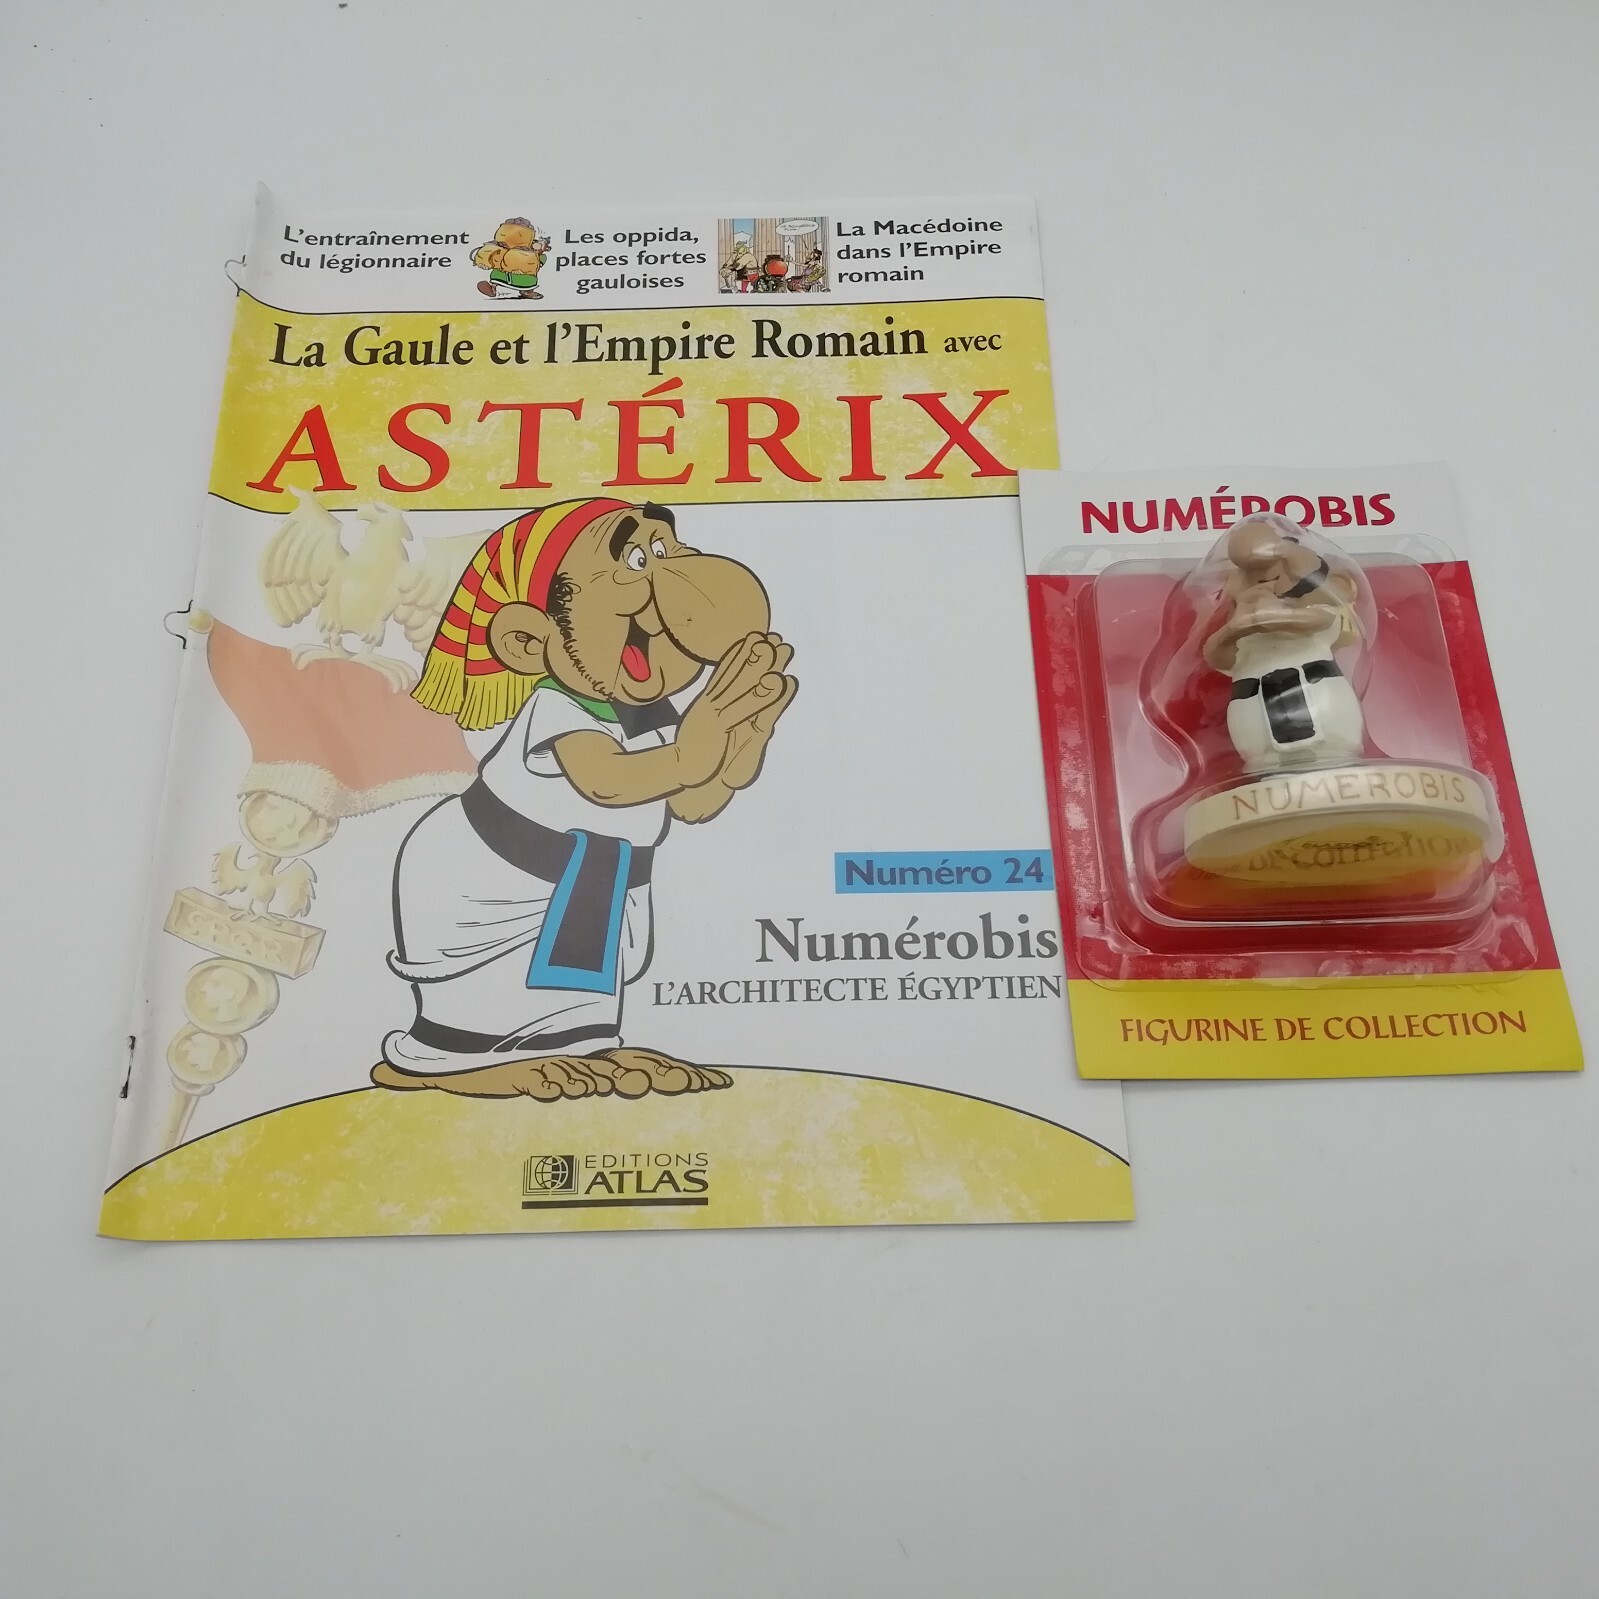 L'entraînement
du légionnaire
Les oppida,
places fortes
gauloises
La Macédoine
dans l'Empire
romain
La Gaule et l'Empire Romain avec
ASTÉRIX
SPQR
Numéro 24
Numérobis
L'ARCHITECTE ÉGYPTIEN
EDITIONS
ATLAS
NUMÉROBIS
NUMEROBIS
FIGURINE DE COLLECTION